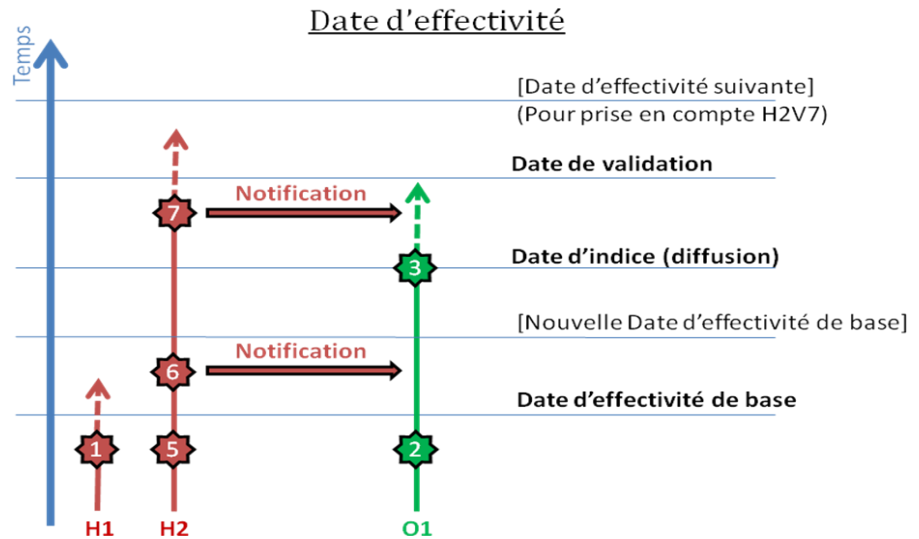 Date d'effectivité
Temps
[Date d'effectivité suivante]
(Pour prise en compte H2V7)
Date de validation
Notification
7
3
Date d'indice (diffusion)
[Nouvelle Date d'effectivité de base]
Notification
6
Date d'effectivité de base
1
5
2
H1
H2
O1